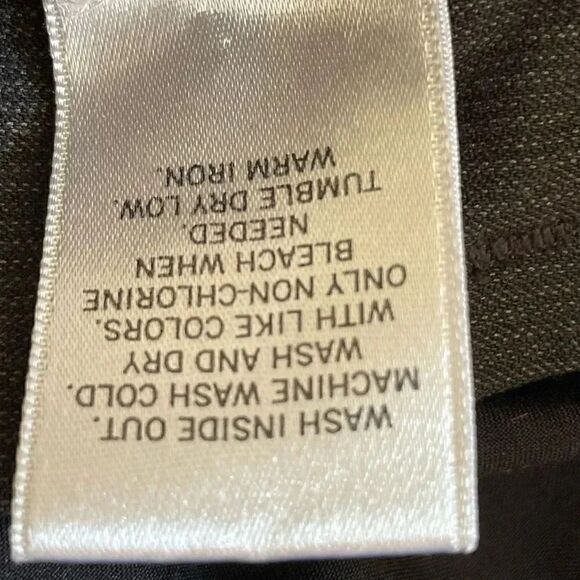 WASH INSIDE OUT.
MACHINE WASH COLD.
WASH AND DRY
WITH LIKE COLORS.
ONLY NON-CHLORINE
BLEACH WHEN
NEEDED.
TUMBLE DRY LOW.
WARM IRON.